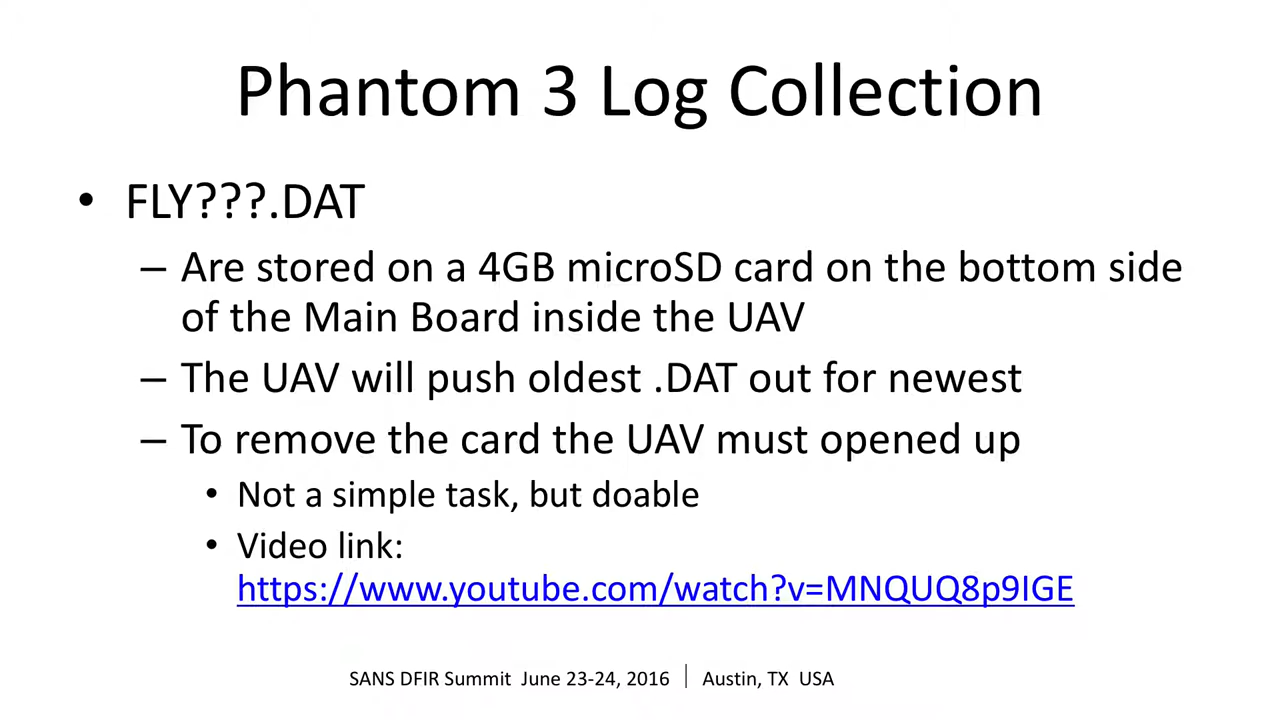 Phantom 3 Log Collection
• FLY???.DAT
– Are stored on a 4GB microSD card on the bottom side
of the Main Board inside the UAV
– The UAV will push oldest .DAT out for newest
– To remove the card the UAV must opened up
• Not a simple task, but doable
• Video link:
https://www.youtube.com/watch?v=MNQUQ8p9IGE
SANS DFIR Summit June 23-24, 2016 | Austin, TX USA